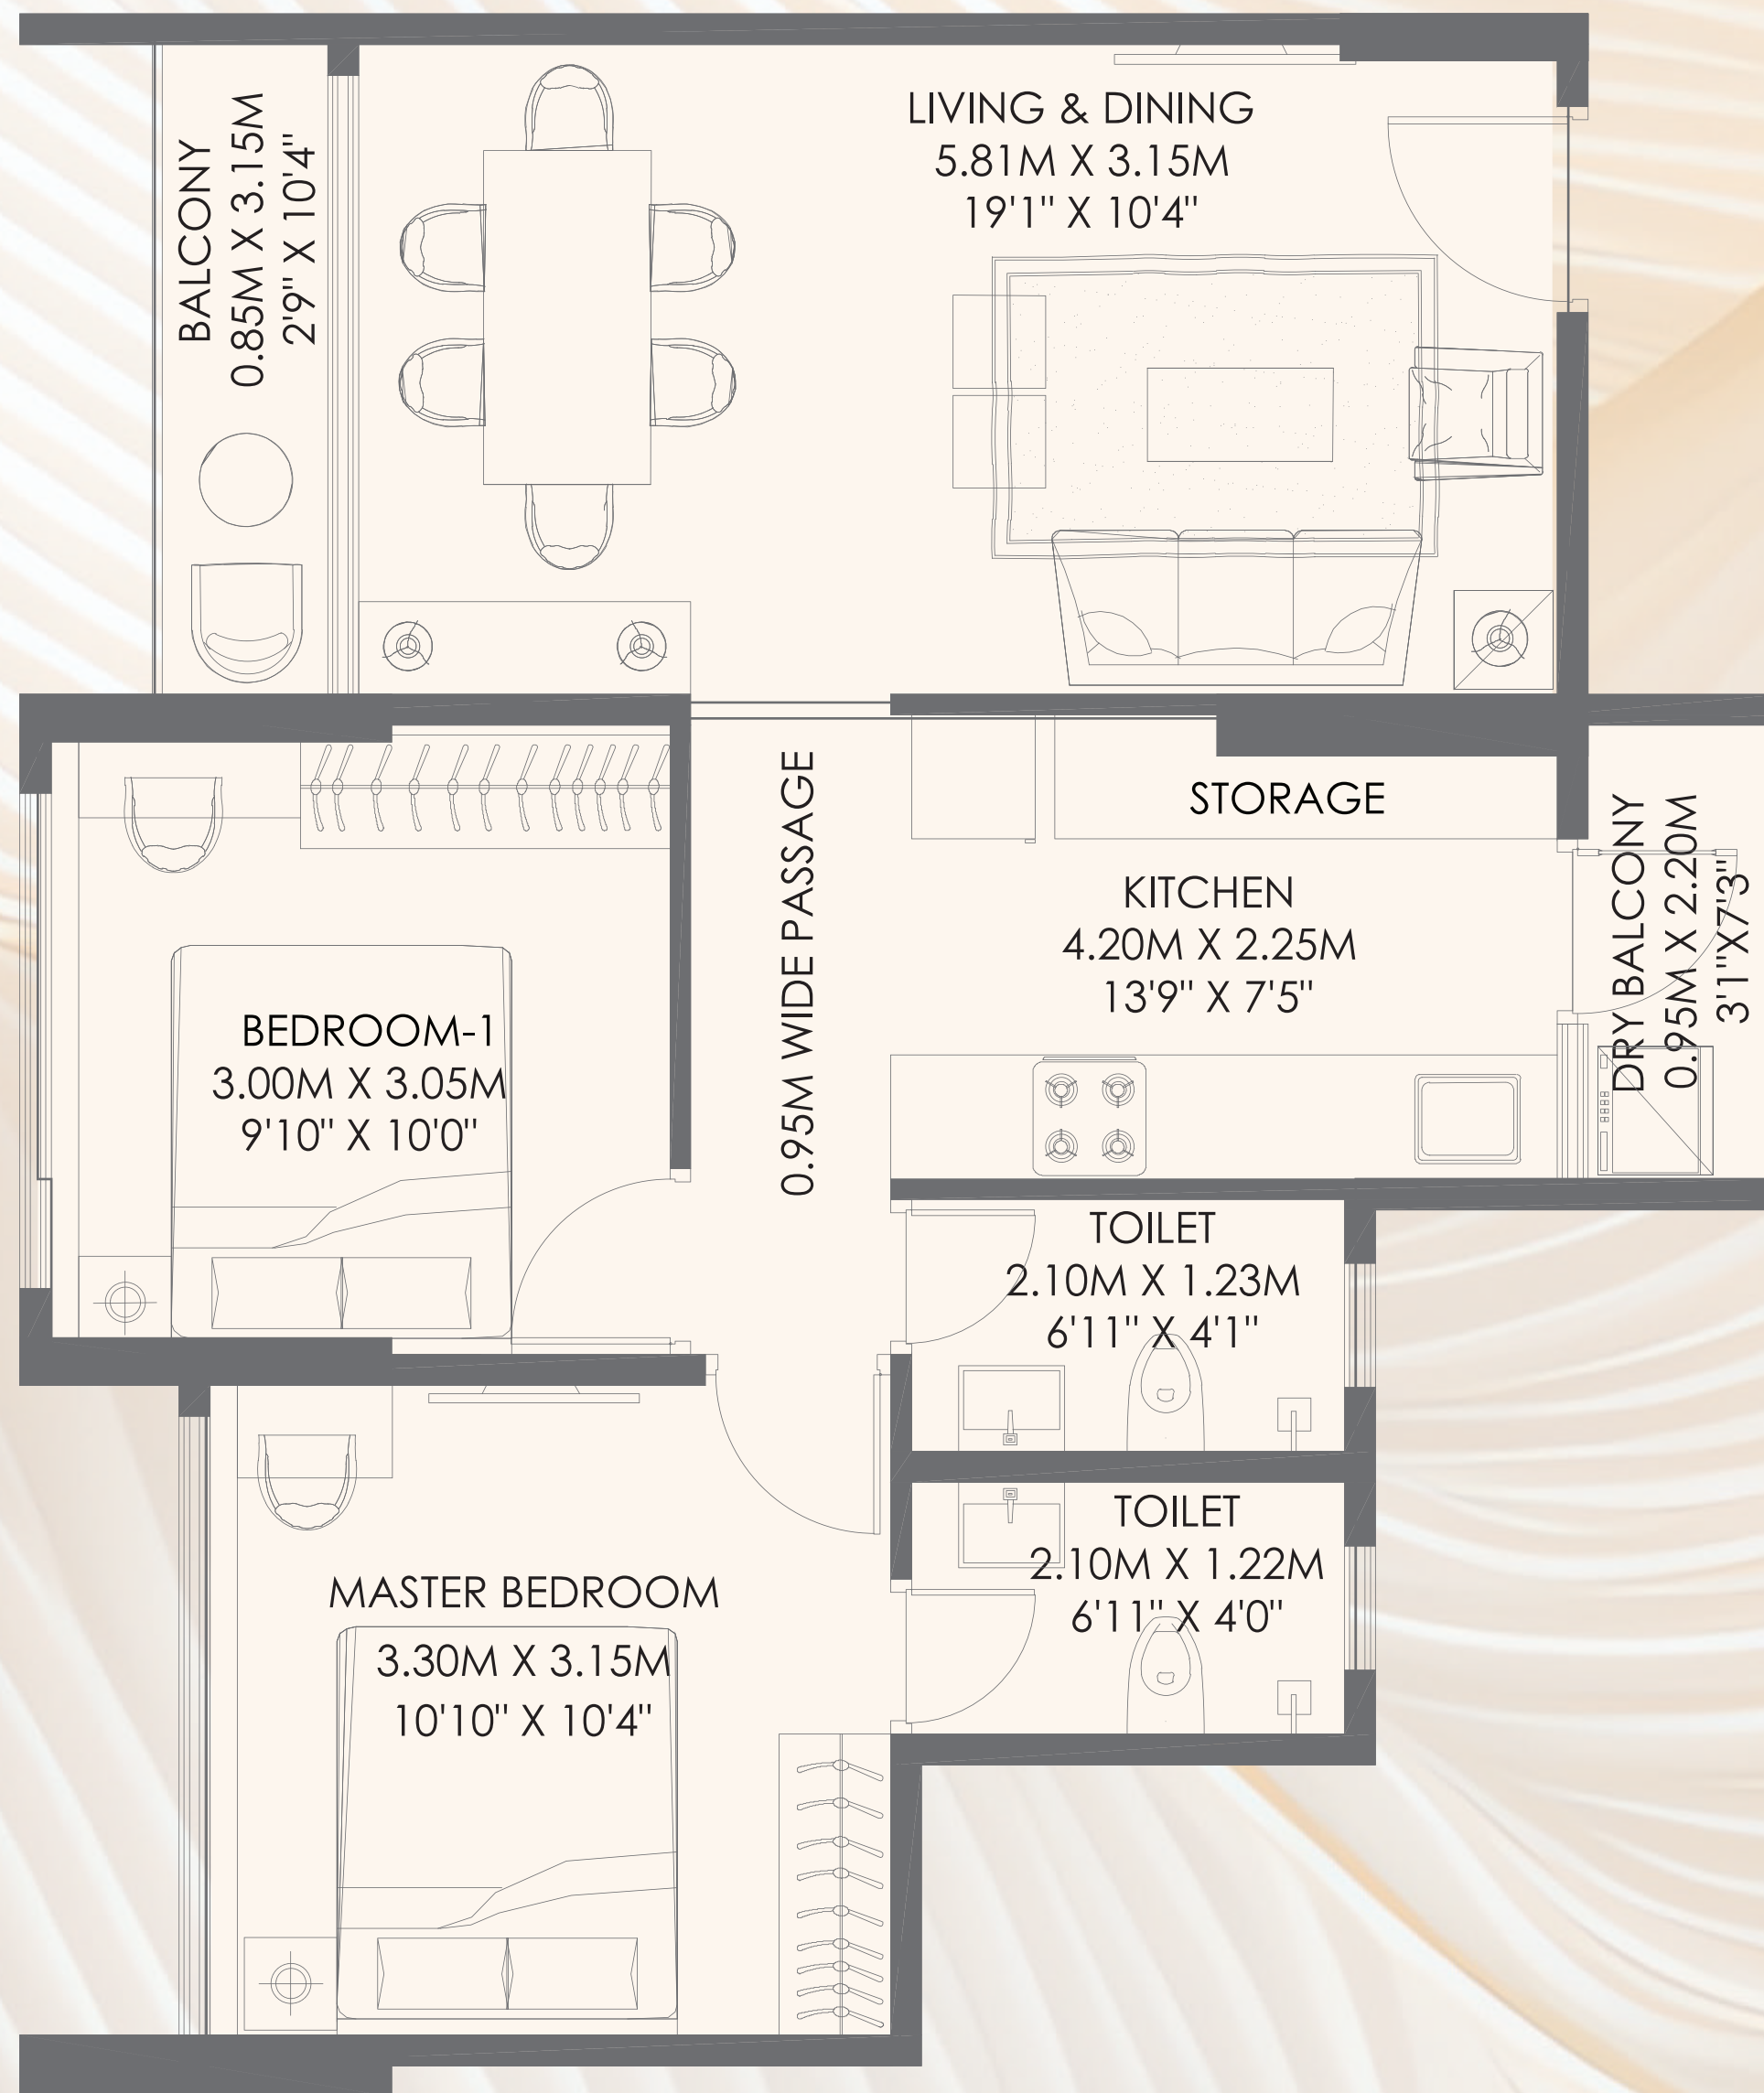 LIVING & DINING
5.81M X 3.15M
19'1" X 10'4"
BALCONY
0.85M X 3.15M
2'9" X 10'4"
STORAGE
KITCHEN
4.20M X 2.25M
13'9" X 7'5"
DRY BALCONY
0.95M X 2.20M
3'1"X7'3"
0.95M WIDE PASSAGE
BEDROOM-1
3.00M X 3.05M
9'10" X 10'0"
TOILET
2.10M X 1.23M
6'11" X 4'1"
TOILET
2.10M X 1.22M
6'11" X 4'0"
MASTER BEDROOM
3.30M X 3.15M
10'10" X 10'4"